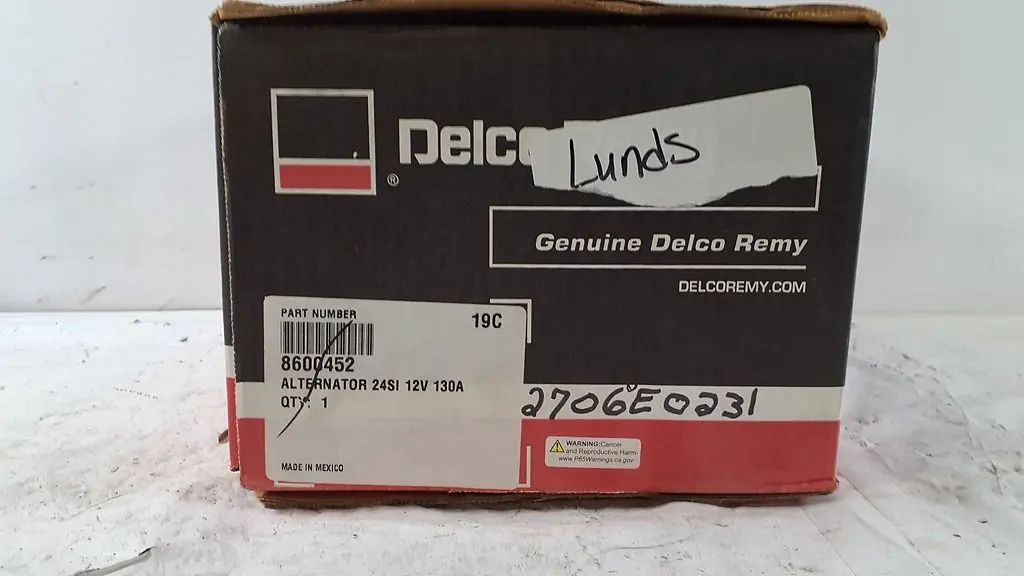 Delco
Lunds
®
Genuine Delco Remy
DELCOREMY.COM
PART NUMBER
19C
8600452
ALTERNATOR 24SI 12V 130A
QTY: 1
MADE IN MEXICO
2706E0231
WARNING:Cancer
and Reproductive Harm-
www.P65Warnings.ca.gov